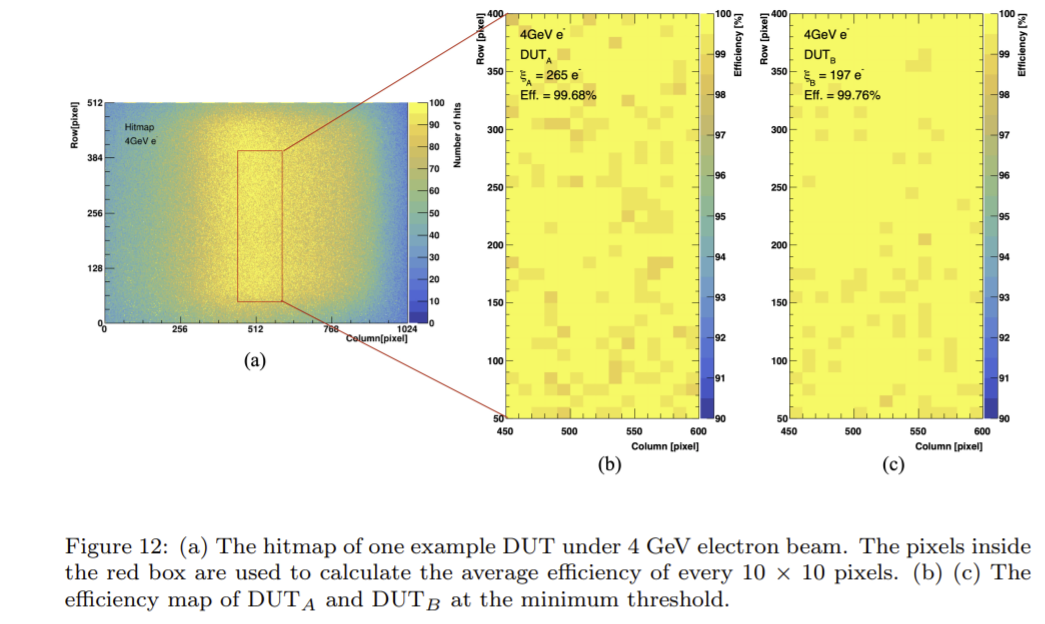 Row[pixel]
512
384
256
128
0
0 256 512 768 1024
Column[pixel]
Hitmap
4GeV e
100
90
80
70
60
50
40
30
20
10
0
Number of hits
(a)
Row [pixel]
400
350
300
250
200
150
100
50
450 500 550 600
Column [pixel]
4GeV e⁻
DUT_A
ξ_A = 265 e⁻
Eff. = 99.68%
100
99
98
97
96
95
94
93
92
91
90
Efficiency [%]
(b)
Row [pixel]
400
350
300
250
200
150
100
50
450 500 550 600
Column [pixel]
4GeV e⁻
DUT_B
ξ_B = 197 e⁻
Eff. = 99.76%
100
99
98
97
96
95
94
93
92
91
90
Efficiency [%]
(c)
Figure 12: (a) The hitmap of one example DUT under 4 GeV electron beam. The pixels inside
the red box are used to calculate the average efficiency of every 10 × 10 pixels. (b) (c) The
efficiency map of DUT_A and DUT_B at the minimum threshold.